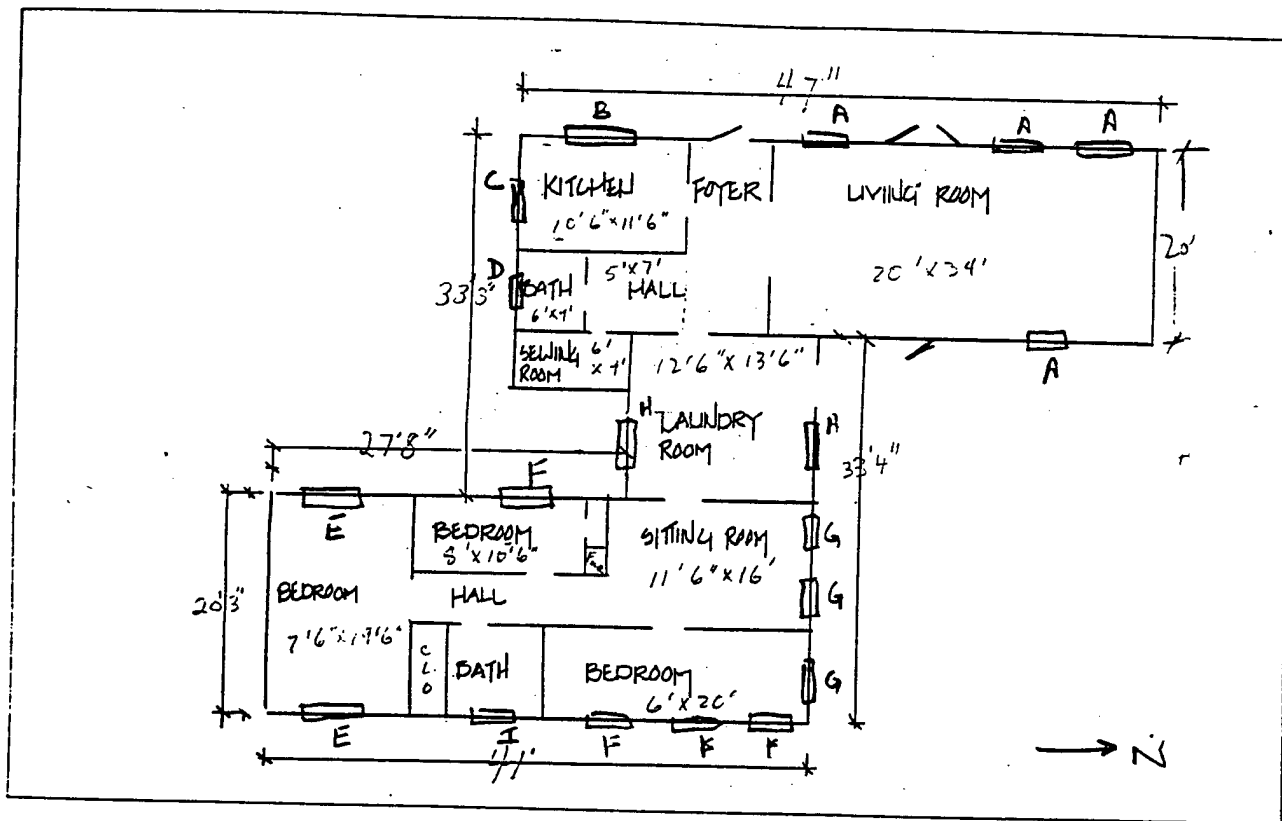 47"
B
A
A
A
C
KITCHEN
10'6"x11'6"
FOYER
LIVING ROOM
20'x34'
20'
33'3"
D
BATH
6'x7'
5'x7'
HALL
SEWING
ROOM
6'
x7'
12'6"x13'6"
A
H
LAUNDRY
ROOM
H
27'8"
33'4"
F
E
BEDROOM
8'x10'6"
SITTING ROOM
11'6"x16'
G
G
20'3"
BEDROOM
7'6"x19'6"
HALL
CLO
BATH
BEDROOM
6'x20'
G
E
I
F
F
F
41'
N